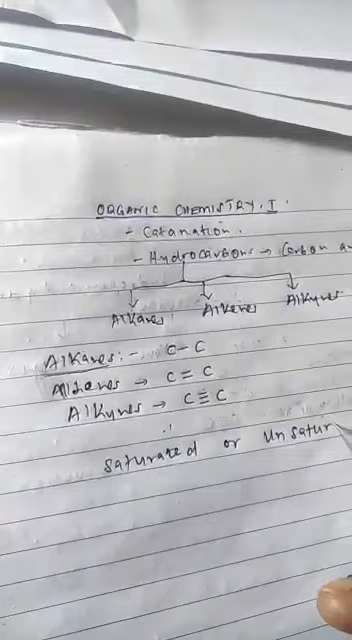 ORGANIC CHEMISTRY. I.
- Catanation.
- Hydrocarbons → Carbon a
Alkanes Alkenes Alkynes
Alkanes:- C - C
Alkenes → C = C
Alkynes → C ≡ C
saturated or unsatur